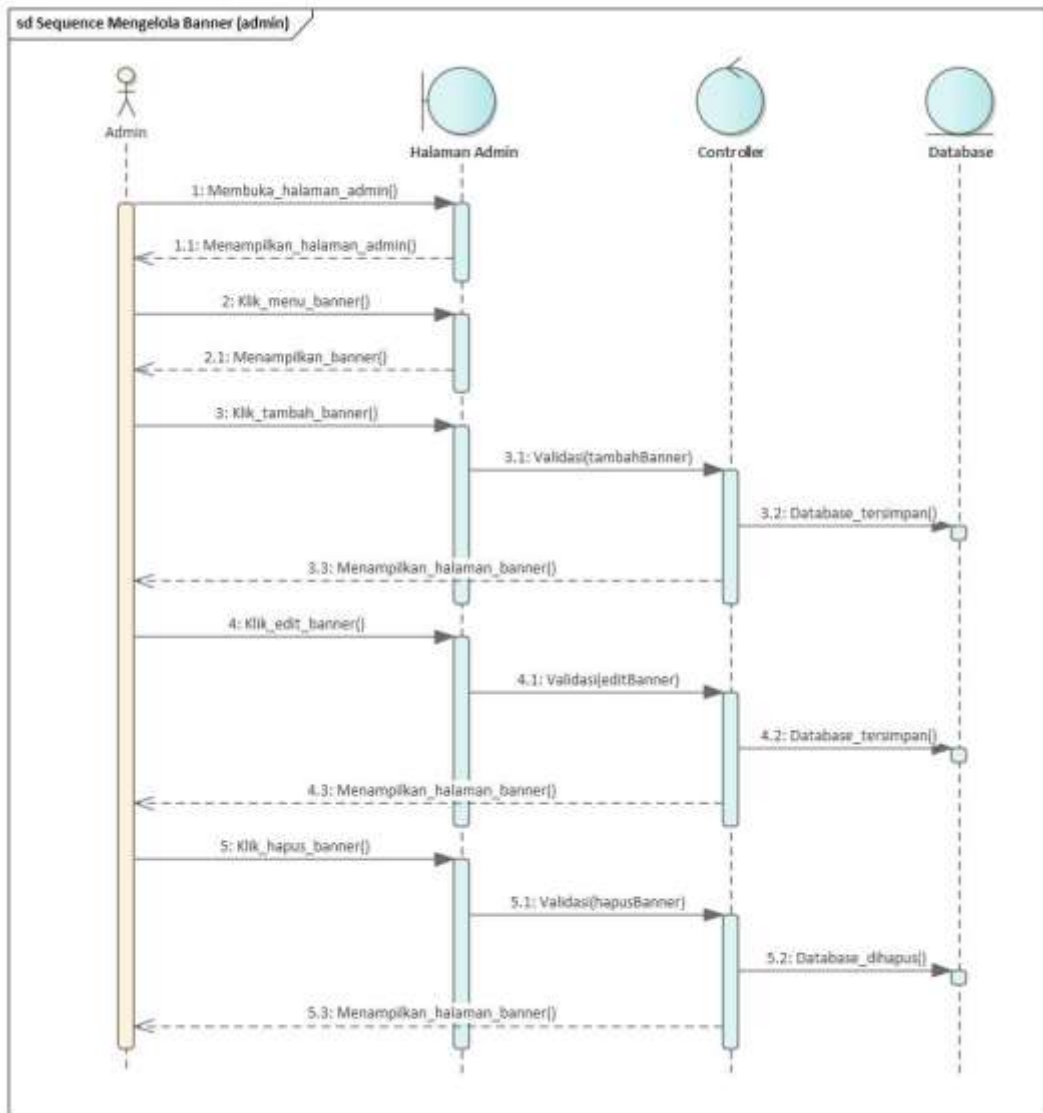 sd Sequence Mengelola Banner (admin)
Admin
Halaman Admin
Controller
Database
1: Membuka_halaman_admin()
1.1: Menampilkan_halaman_admin()
2: Klik_menu_banner()
2.1: Menampilkan_banner()
3: Klik_tambah_banner()
3.1: Validasi(tambahBanner)
3.2: Database_tersimpan()
3.3: Menampilkan_halaman_banner()
4: Klik_edit_banner()
4.1: Validasi(editBanner)
4.2: Database_tersimpan()
4.3: Menampilkan_halaman_banner()
5: Klik_hapus_banner()
5.1: Validasi(hapusBanner)
5.2: Database_dihapus()
5.3: Menampilkan_halaman_banner()